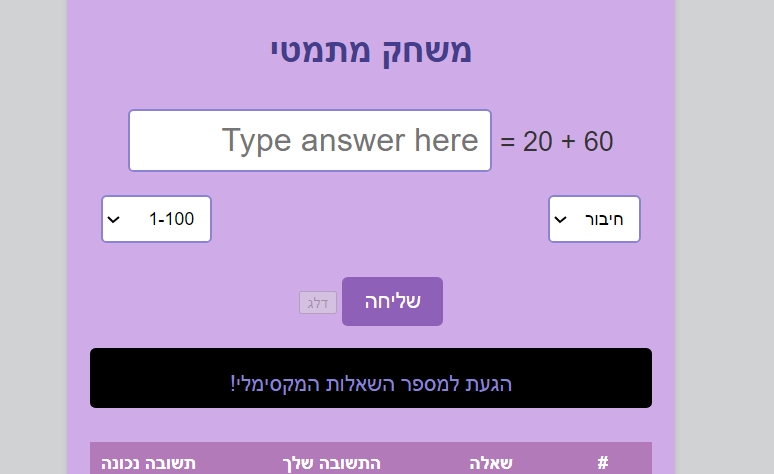 משחק מתמטי
60 + 20 = Type answer here
חיבור 1-100
שליחה דלג
הגעת למספר השאלות המקסימלי!
# שאלה התשובה שלך תשובה נכונה